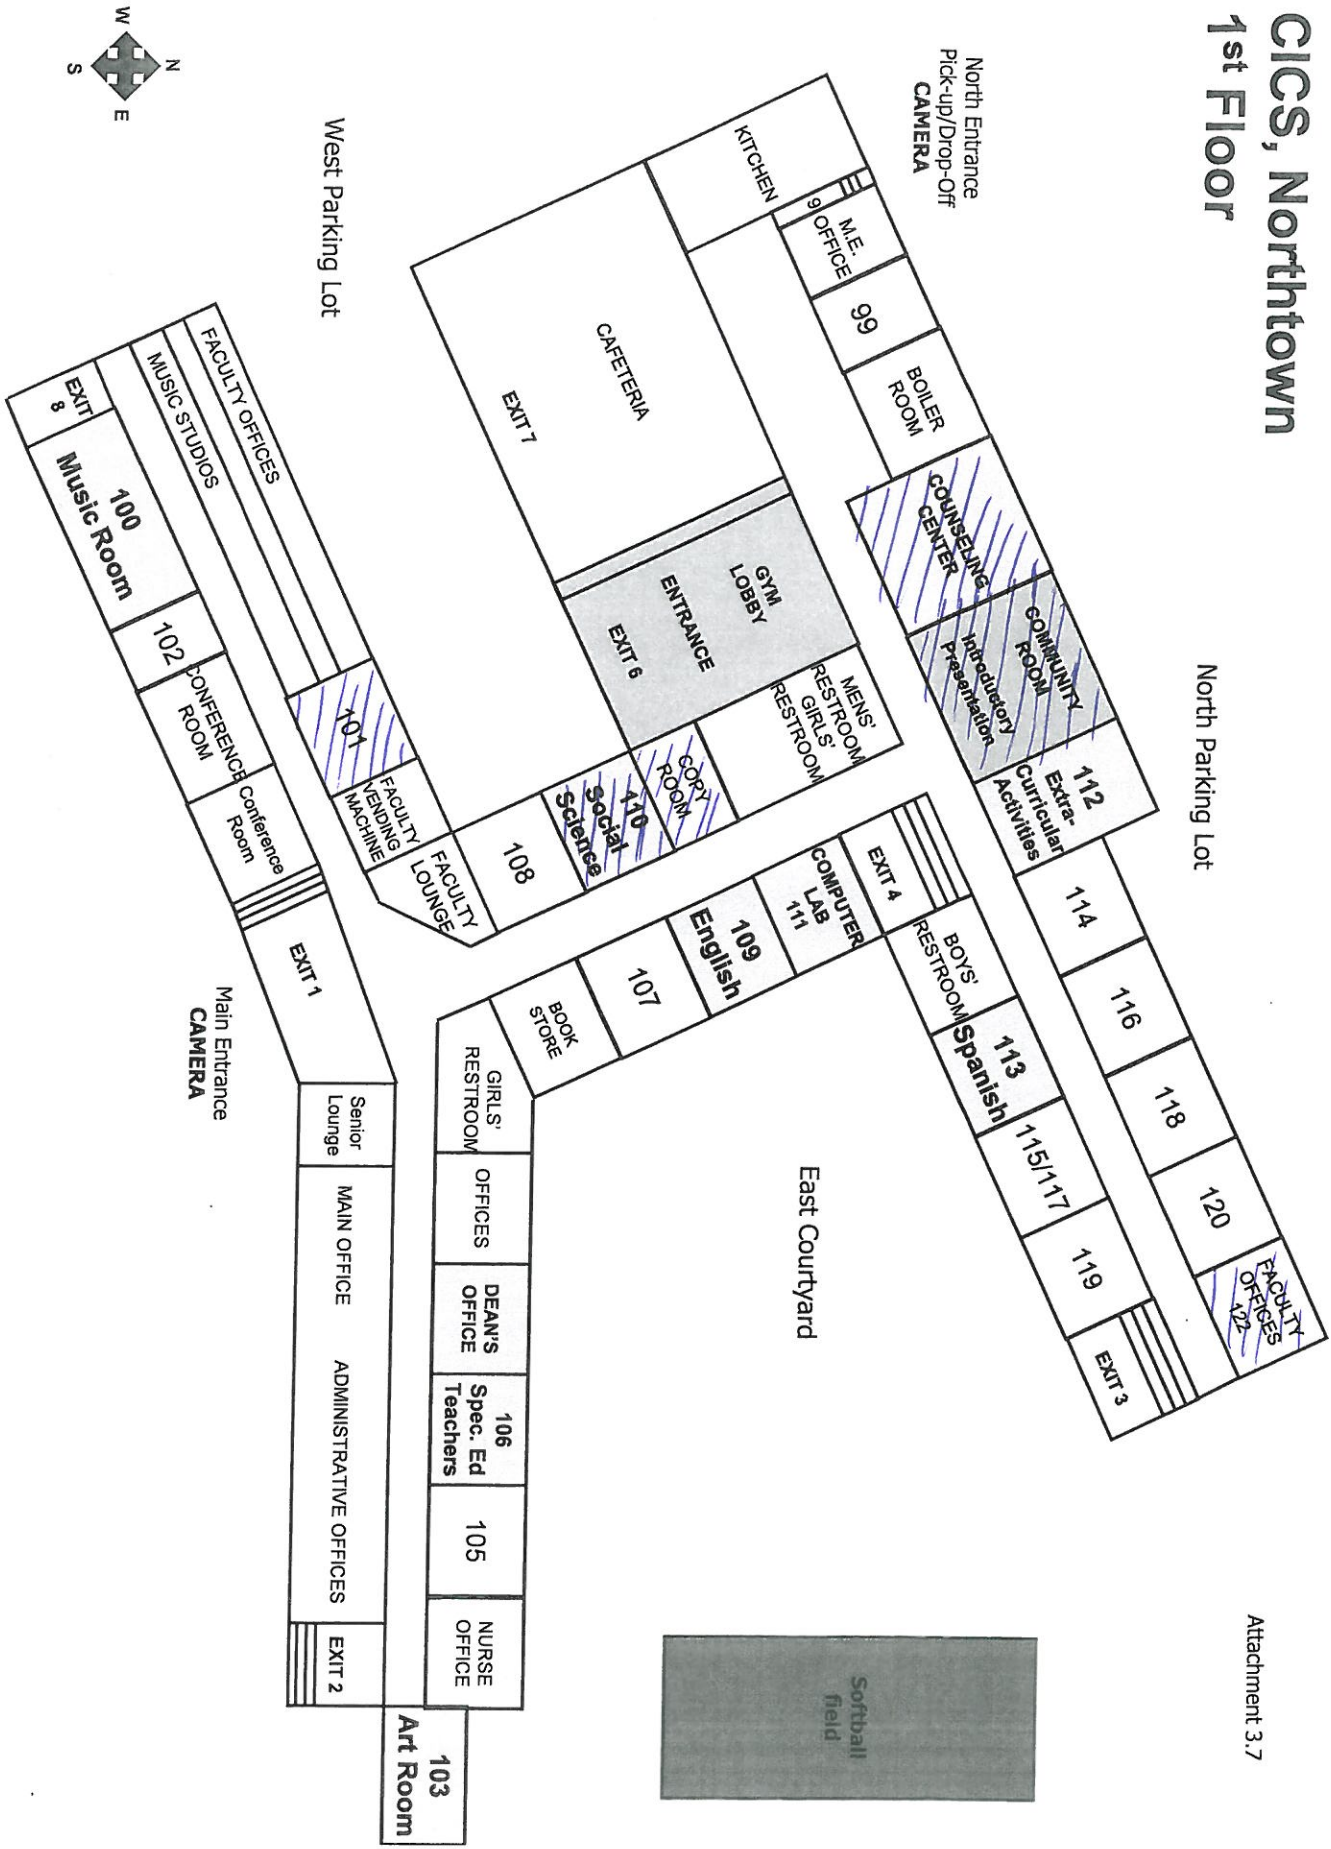 CICS, Northtown
1st Floor
Attachment 3.7
N
W
E
S
North Entrance
Pick-up/Drop-Off
CAMERA
North Parking Lot
West Parking Lot
East Courtyard
Softball
field
Main Entrance
CAMERA
KITCHEN
9
M.E.
OFFICE
99
BOILER
ROOM
COUNSELING
CENTER
COMMUNITY
ROOM
Introductory
Presentation
112
Extra-
Curricular
Activities
114
116
118
120
FACULTY
OFFICES
122
CAFETERIA
EXIT 7
GYM
LOBBY
ENTRANCE
EXIT 6
MENS'
RESTROOM
GIRLS'
RESTROOM
COPY
ROOM
110
Social
Science
108
FACULTY
LOUNGE
EXIT 4
COMPUTER
LAB
111
109
English
107
BOOK
STORE
BOYS'
RESTROOM
113
Spanish
115/117
119
EXIT 3
FACULTY OFFICES
MUSIC STUDIOS
EXIT
8
100
Music Room
102
CONFERENCE
ROOM
Conference
Room
101
FACULTY
VENDING
MACHINE
EXIT 1
GIRLS'
RESTROOM
OFFICES
DEAN'S
OFFICE
106
Spec. Ed
Teachers
105
NURSE
OFFICE
Senior
Lounge
MAIN OFFICE
ADMINISTRATIVE OFFICES
EXIT 2
103
Art Room